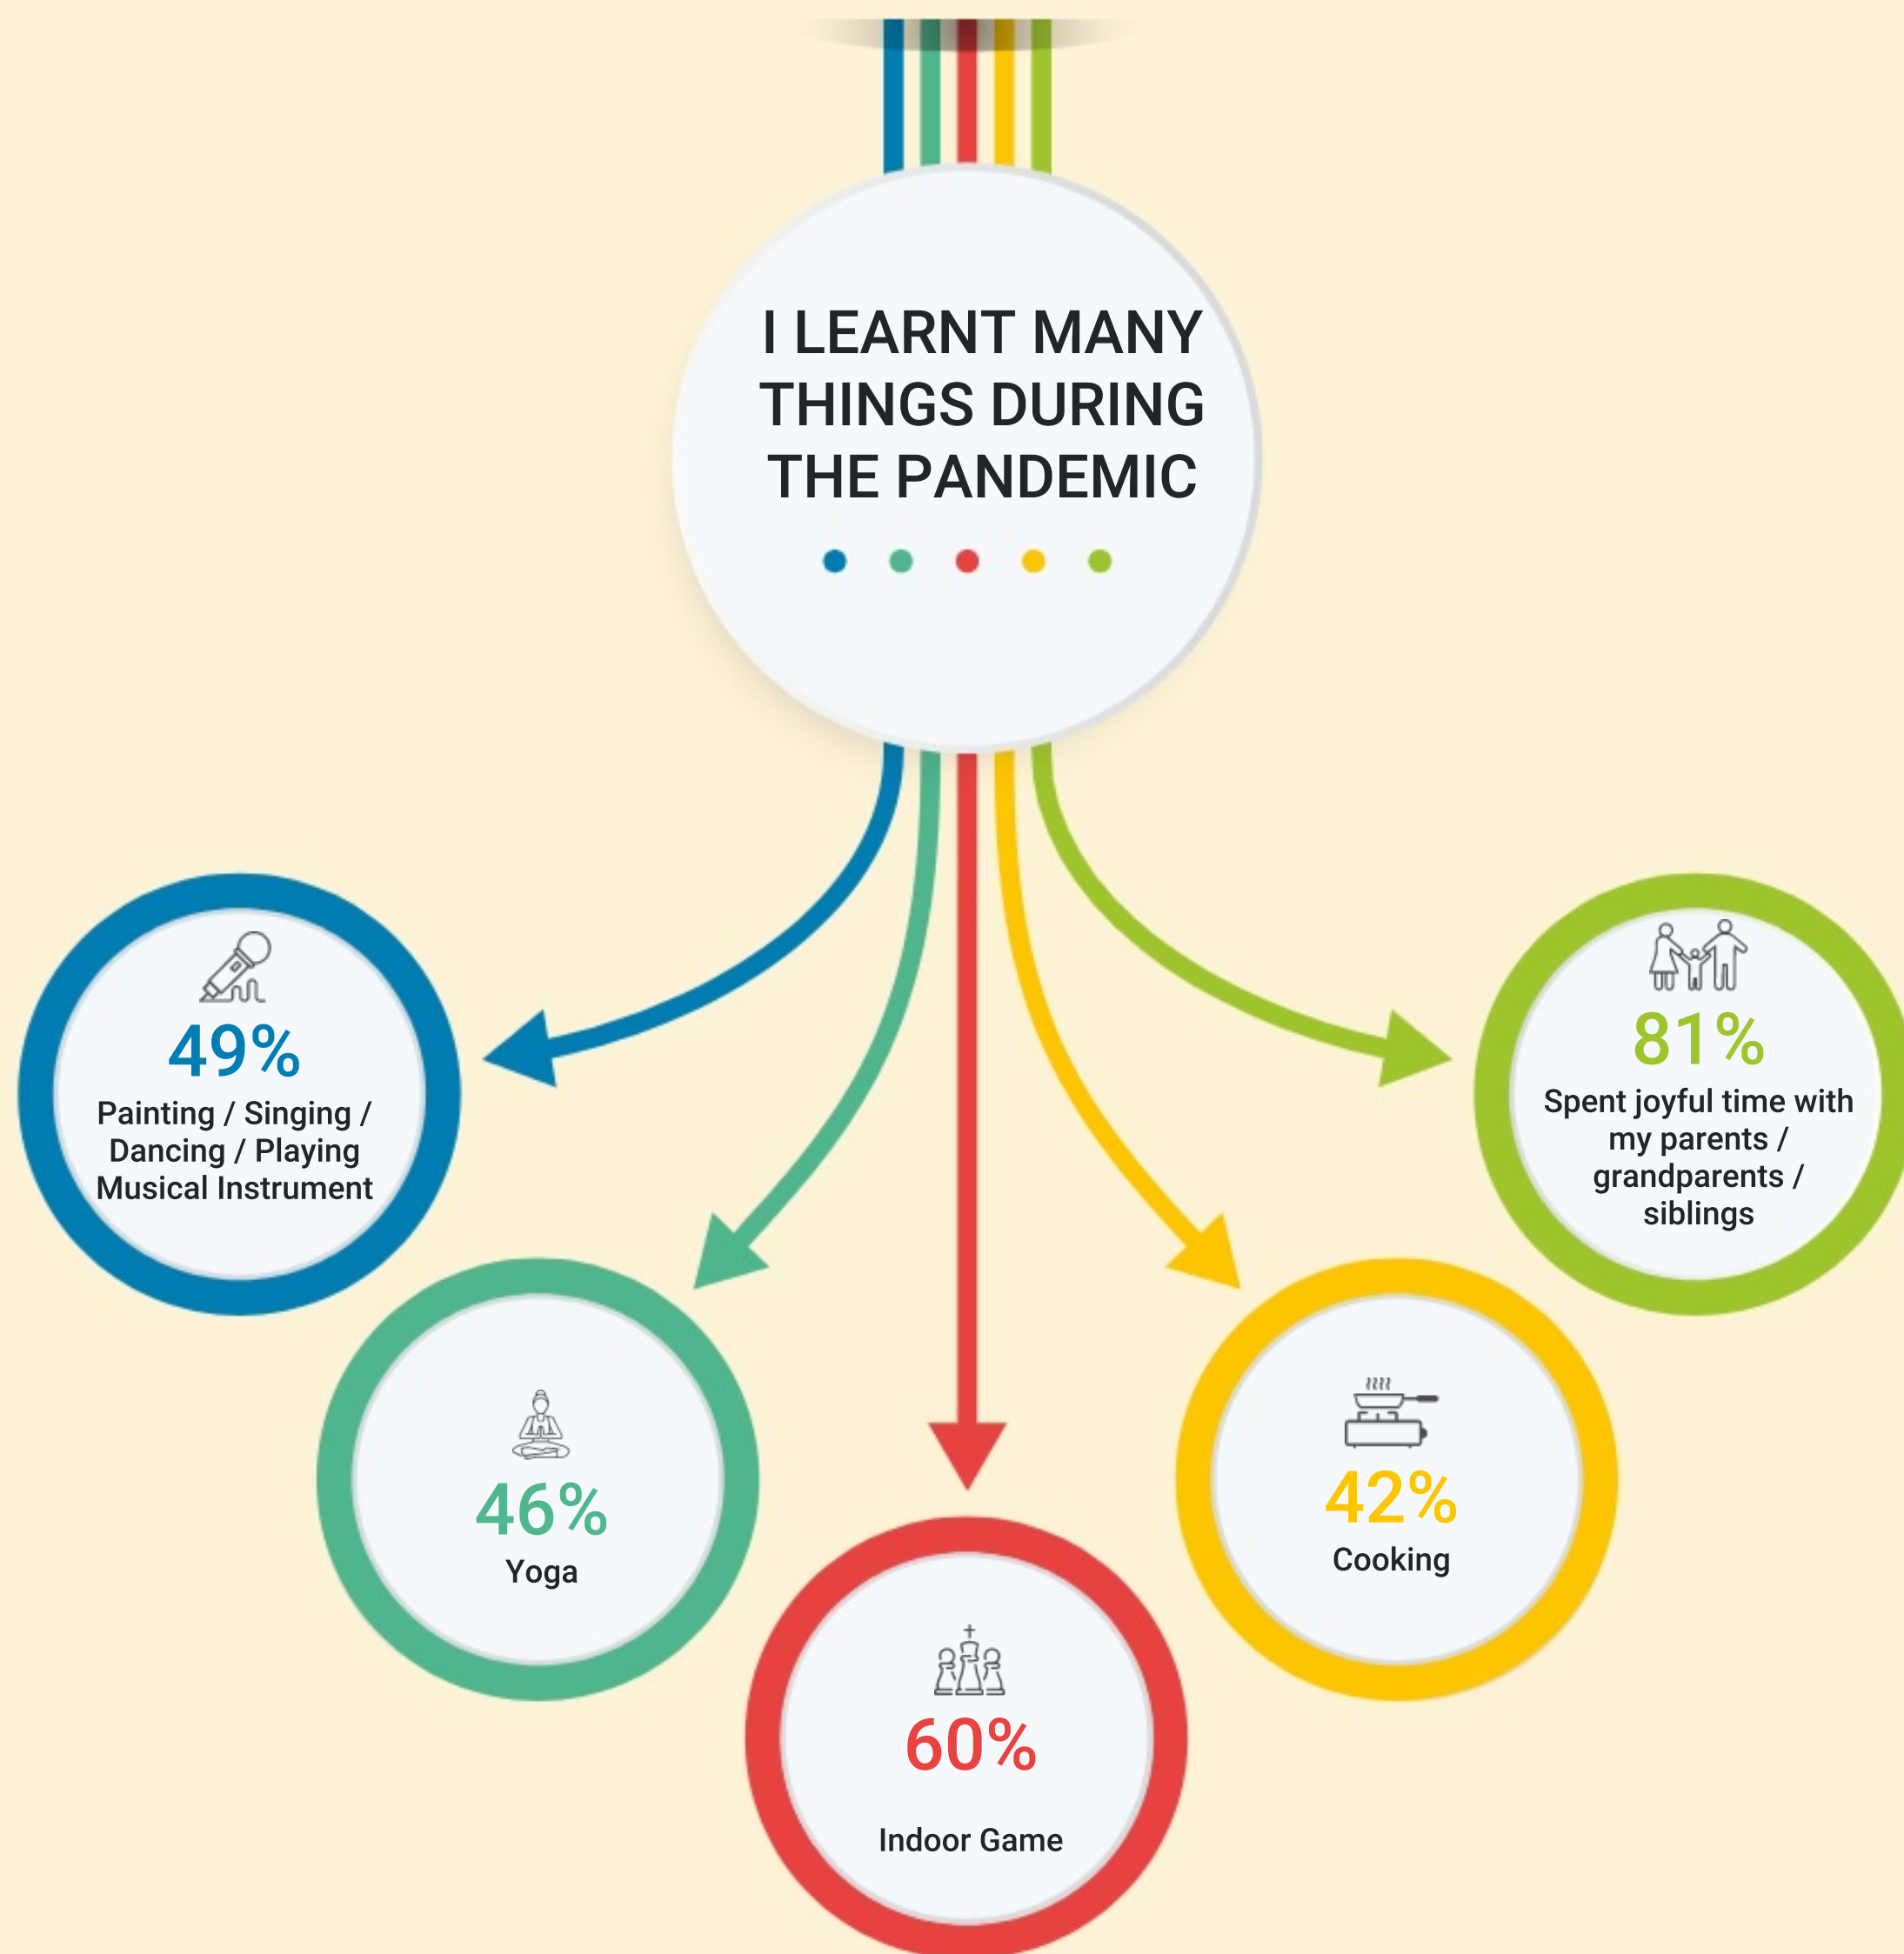 I LEARNT MANY
THINGS DURING
THE PANDEMIC
49%
Painting / Singing /
Dancing / Playing
Musical Instrument
46%
Yoga
60%
Indoor Game
42%
Cooking
81%
Spent joyful time with
my parents /
grandparents /
siblings